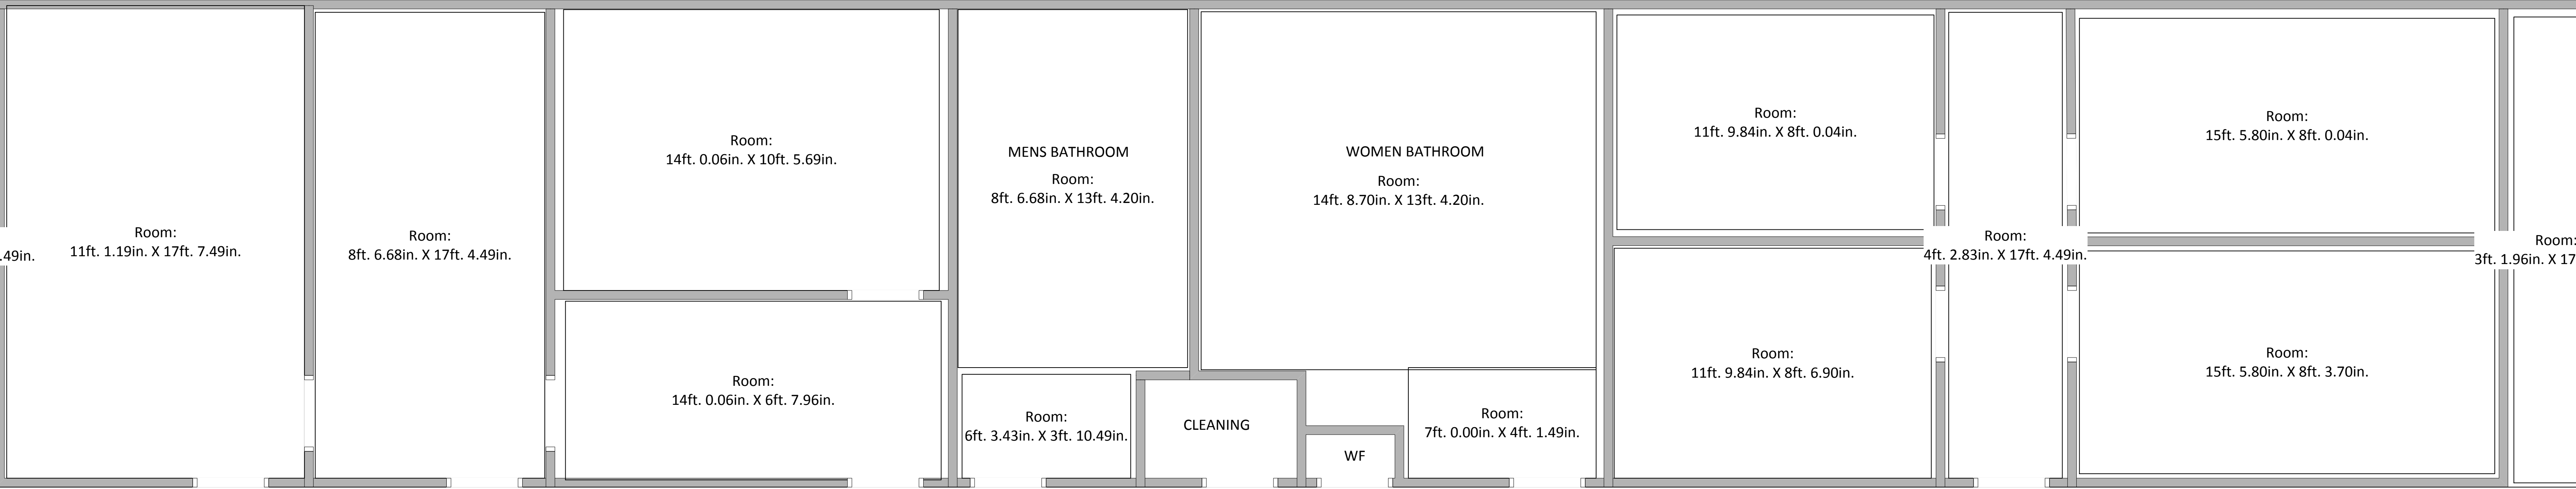 .49in.
Room:
11ft. 1.19in. X 17ft. 7.49in.
Room:
8ft. 6.68in. X 17ft. 4.49in.
Room:
14ft. 0.06in. X 10ft. 5.69in.
Room:
14ft. 0.06in. X 6ft. 7.96in.
MENS BATHROOM
Room:
8ft. 6.68in. X 13ft. 4.20in.
Room:
6ft. 3.43in. X 3ft. 10.49in.
CLEANING
WOMEN BATHROOM
Room:
14ft. 8.70in. X 13ft. 4.20in.
WF
Room:
7ft. 0.00in. X 4ft. 1.49in.
Room:
11ft. 9.84in. X 8ft. 0.04in.
Room:
11ft. 9.84in. X 8ft. 6.90in.
Room:
4ft. 2.83in. X 17ft. 4.49in.
Room:
15ft. 5.80in. X 8ft. 0.04in.
Room:
15ft. 5.80in. X 8ft. 3.70in.
Room:
3ft. 1.96in. X 17